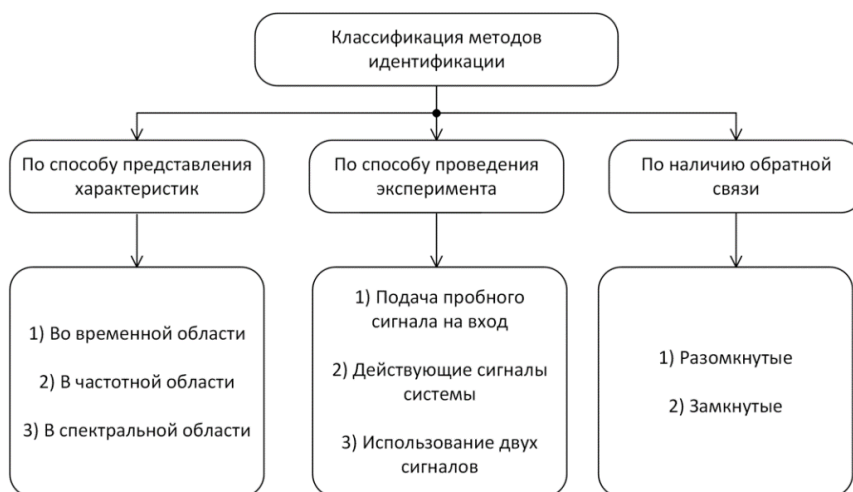 Классификация методов
идентификации
По способу представления
характеристик
По способу проведения
эксперимента
По наличию обратной
связи
1) Во временной области
2) В частотной области
3) В спектральной области
1) Подача пробного
сигнала на вход
2) Действующие сигналы
системы
3) Использование двух
сигналов
1) Разомкнутые
2) Замкнутые